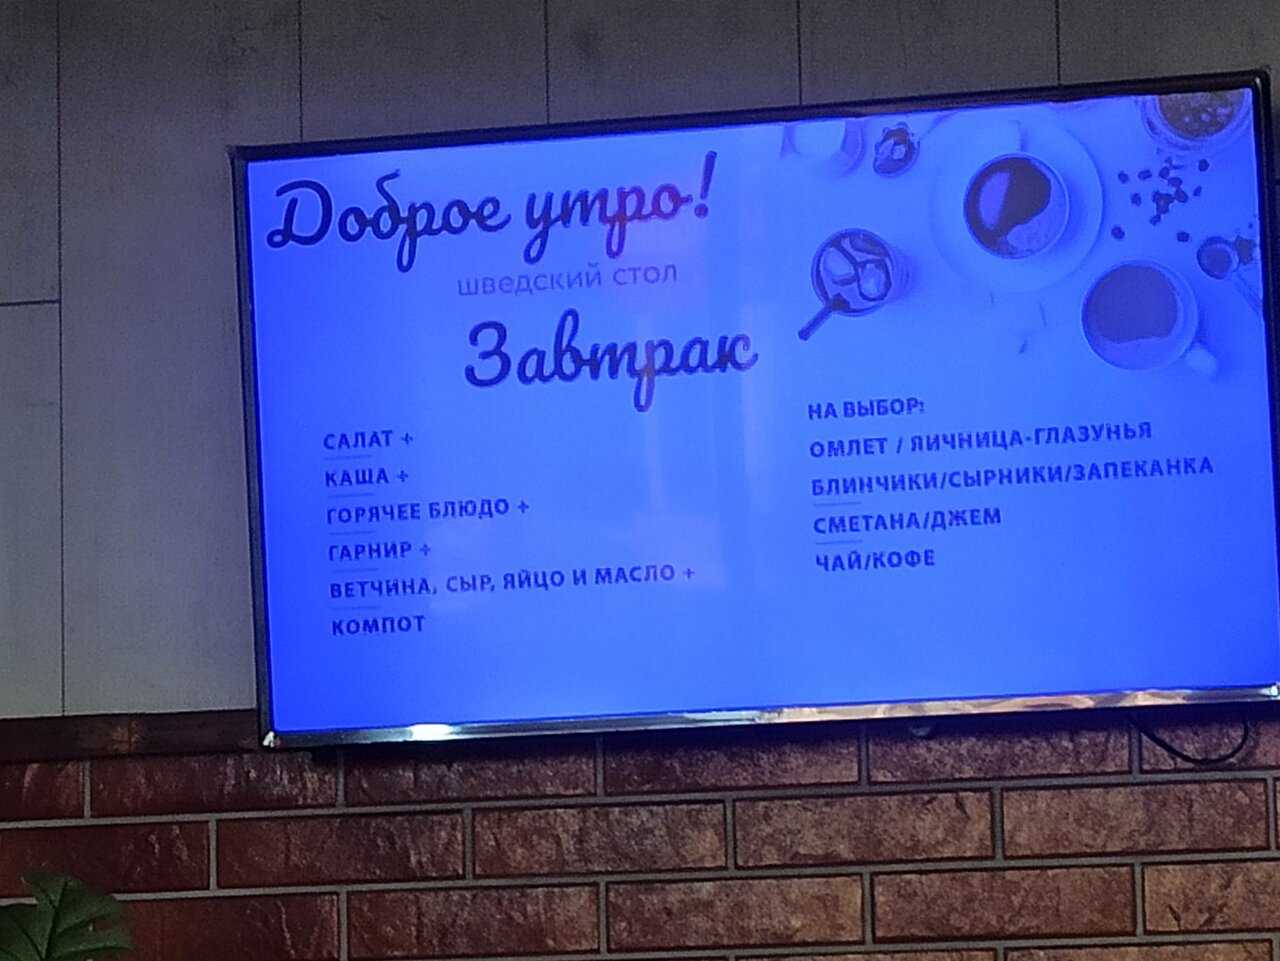 Доброе утро!
шведский стол
Завтрак
САЛАТ +
КАША +
ГОРЯЧЕЕ БЛЮДО +
ГАРНИР +
ВЕТЧИНА, СЫР, ЯЙЦО И МАСЛО +
КОМПОТ
НА ВЫБОР:
ОМЛЕТ / ЯИЧНИЦА-ГЛАЗУНЬЯ
БЛИНЧИКИ/СЫРНИКИ/ЗАПЕКАНКА
СМЕТАНА/ДЖЕМ
ЧАЙ/КОФЕ